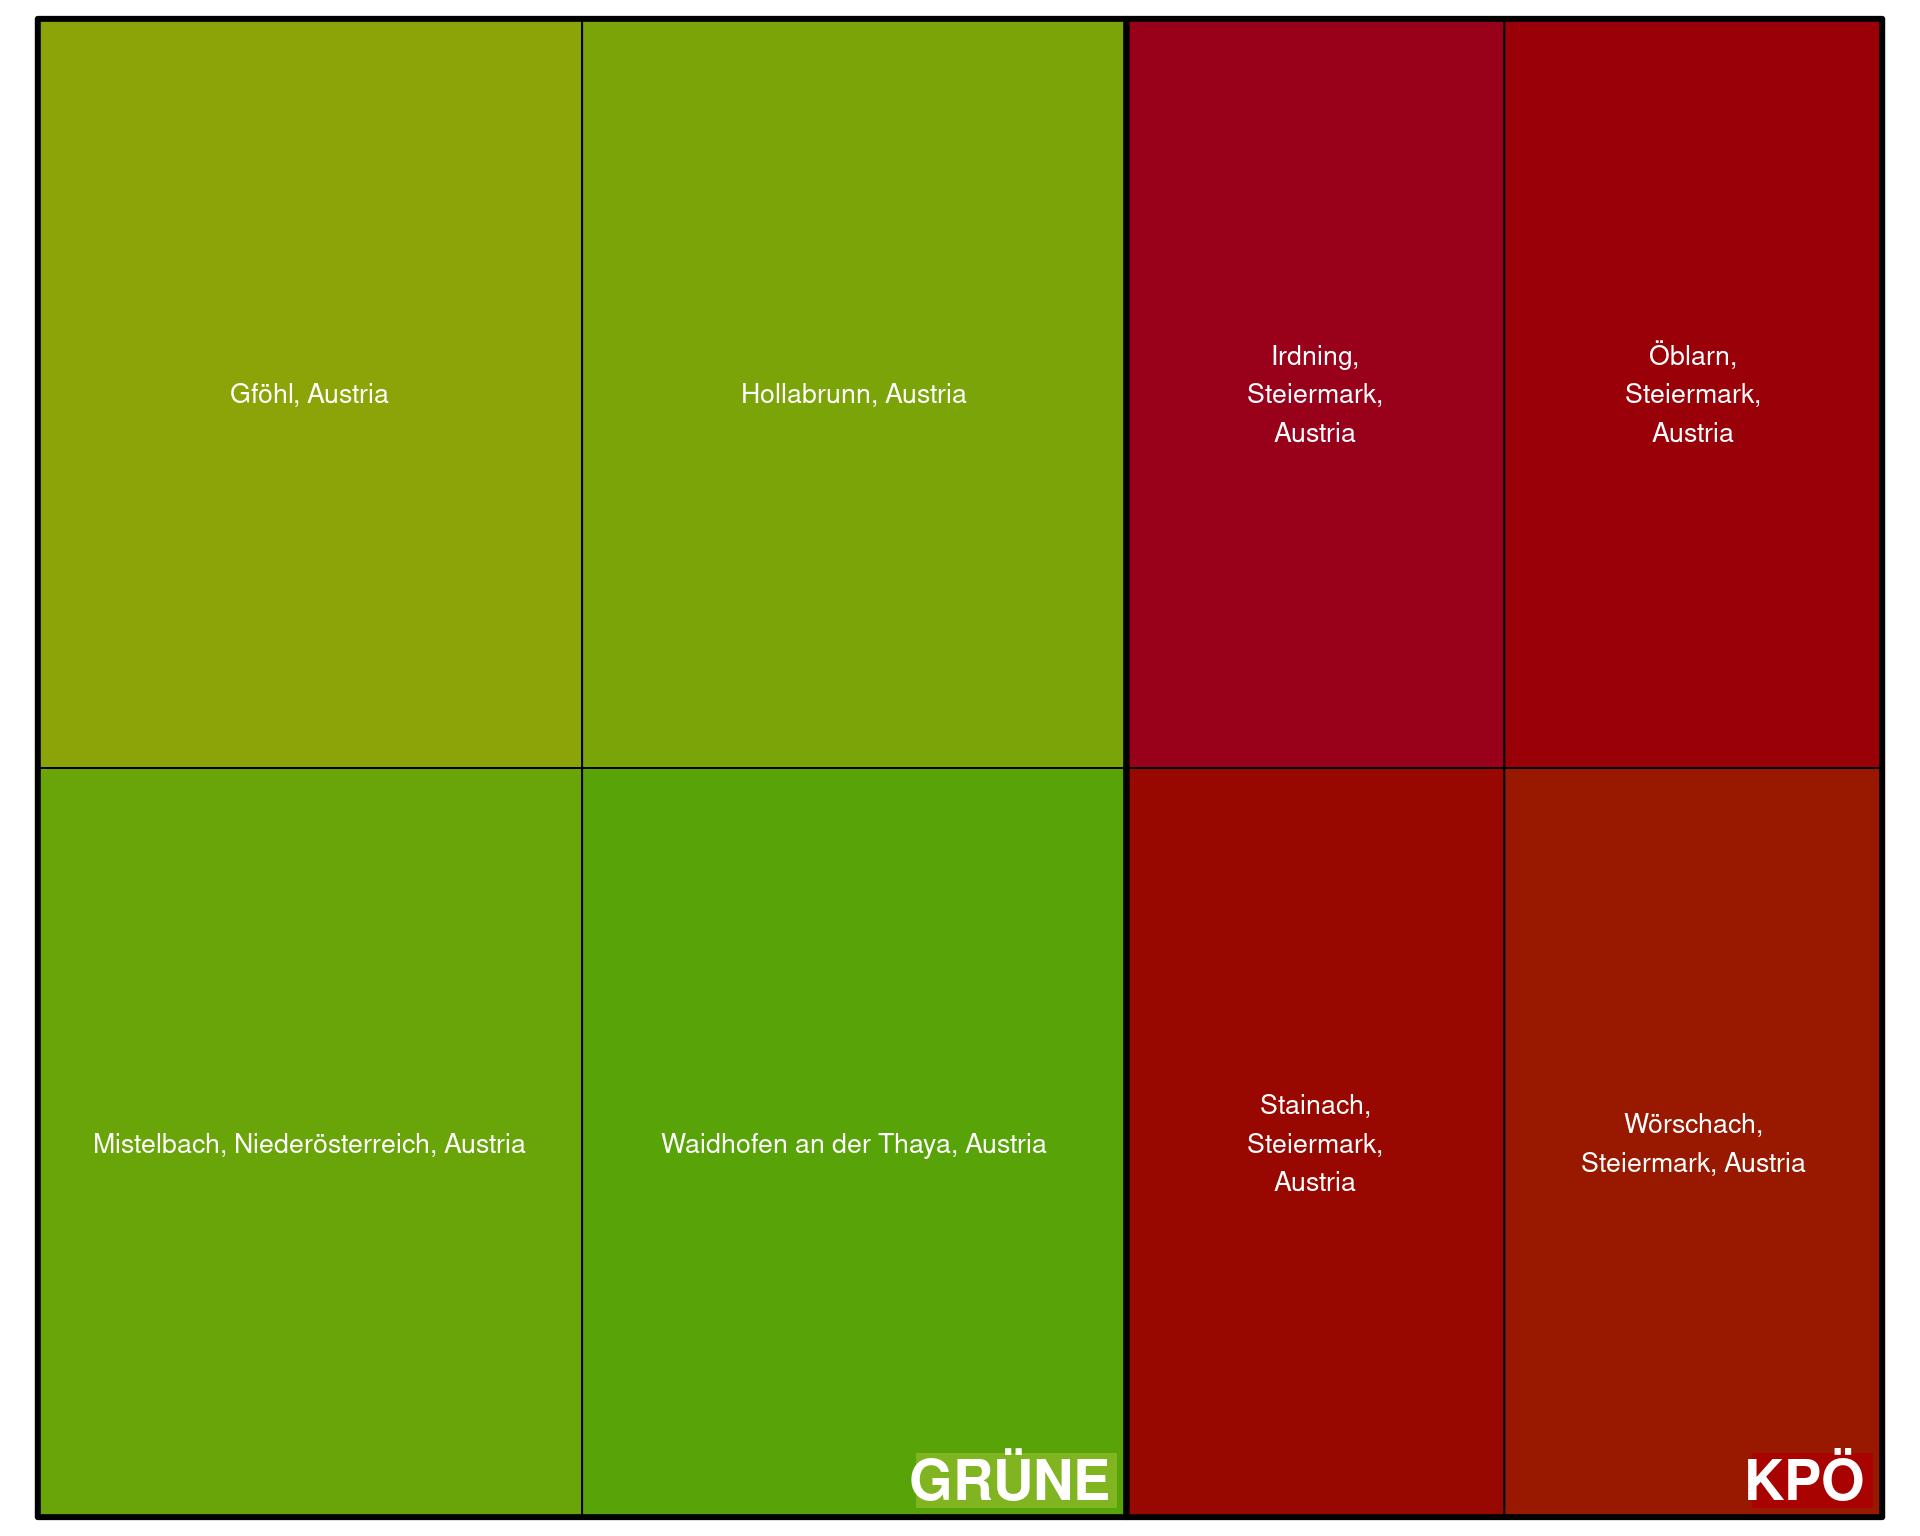 Gföhl, Austria
Hollabrunn, Austria
Irdning,
Steiermark,
Austria
Öblarn,
Steiermark,
Austria
Mistelbach, Niederösterreich, Austria
Waidhofen an der Thaya, Austria
Stainach,
Steiermark,
Austria
Wörschach,
Steiermark, Austria
GRÜNE
KPÖ